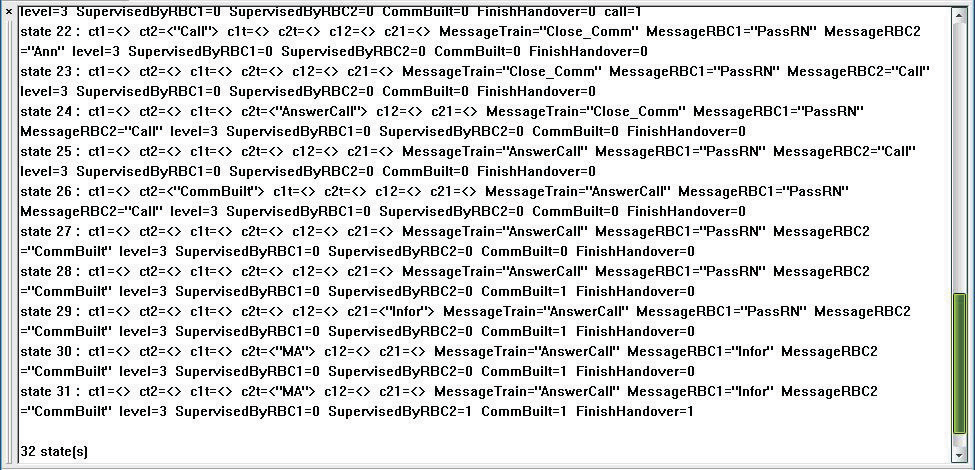 level=3 SupervisedByRBC1=0 SupervisedByRBC2=0 CommBuilt=0 FinishHandover=0 call=1
state 22 : ct1=<> ct2=<"Call"> c1t=<> c2t=<> c12=<> c21=<> MessageTrain="Close_Comm" MessageRBC1="PassRN" MessageRBC2
="Ann" level=3 SupervisedByRBC1=0 SupervisedByRBC2=0 CommBuilt=0 FinishHandover=0
state 23 : ct1=<> ct2=<> c1t=<> c2t=<> c12=<> c21=<> MessageTrain="Close_Comm" MessageRBC1="PassRN" MessageRBC2="Call"
level=3 SupervisedByRBC1=0 SupervisedByRBC2=0 CommBuilt=0 FinishHandover=0
state 24 : ct1=<> ct2=<> c1t=<> c2t=<"AnswerCall"> c12=<> c21=<> MessageTrain="Close_Comm" MessageRBC1="PassRN"
MessageRBC2="Call" level=3 SupervisedByRBC1=0 SupervisedByRBC2=0 CommBuilt=0 FinishHandover=0
state 25 : ct1=<> ct2=<> c1t=<> c2t=<> c12=<> c21=<> MessageTrain="AnswerCall" MessageRBC1="PassRN" MessageRBC2="Call"
level=3 SupervisedByRBC1=0 SupervisedByRBC2=0 CommBuilt=0 FinishHandover=0
state 26 : ct1=<> ct2=<"CommBuilt"> c1t=<> c2t=<> c12=<> c21=<> MessageTrain="AnswerCall" MessageRBC1="PassRN"
MessageRBC2="Call" level=3 SupervisedByRBC1=0 SupervisedByRBC2=0 CommBuilt=0 FinishHandover=0
state 27 : ct1=<> ct2=<> c1t=<> c2t=<> c12=<> c21=<> MessageTrain="AnswerCall" MessageRBC1="PassRN" MessageRBC2
="CommBuilt" level=3 SupervisedByRBC1=0 SupervisedByRBC2=0 CommBuilt=0 FinishHandover=0
state 28 : ct1=<> ct2=<> c1t=<> c2t=<> c12=<> c21=<> MessageTrain="AnswerCall" MessageRBC1="PassRN" MessageRBC2
="CommBuilt" level=3 SupervisedByRBC1=0 SupervisedByRBC2=0 CommBuilt=1 FinishHandover=0
state 29 : ct1=<> ct2=<> c1t=<> c2t=<> c12=<> c21=<"Infor"> MessageTrain="AnswerCall" MessageRBC1="PassRN" MessageRBC2
="CommBuilt" level=3 SupervisedByRBC1=0 SupervisedByRBC2=0 CommBuilt=1 FinishHandover=0
state 30 : ct1=<> ct2=<> c1t=<> c2t=<"MA"> c12=<> c21=<> MessageTrain="AnswerCall" MessageRBC1="Infor" MessageRBC2
="CommBuilt" level=3 SupervisedByRBC1=0 SupervisedByRBC2=0 CommBuilt=1 FinishHandover=0
state 31 : ct1=<> ct2=<> c1t=<> c2t=<"MA"> c12=<> c21=<> MessageTrain="AnswerCall" MessageRBC1="Infor" MessageRBC2
="CommBuilt" level=3 SupervisedByRBC1=0 SupervisedByRBC2=1 CommBuilt=1 FinishHandover=1
32 state(s)